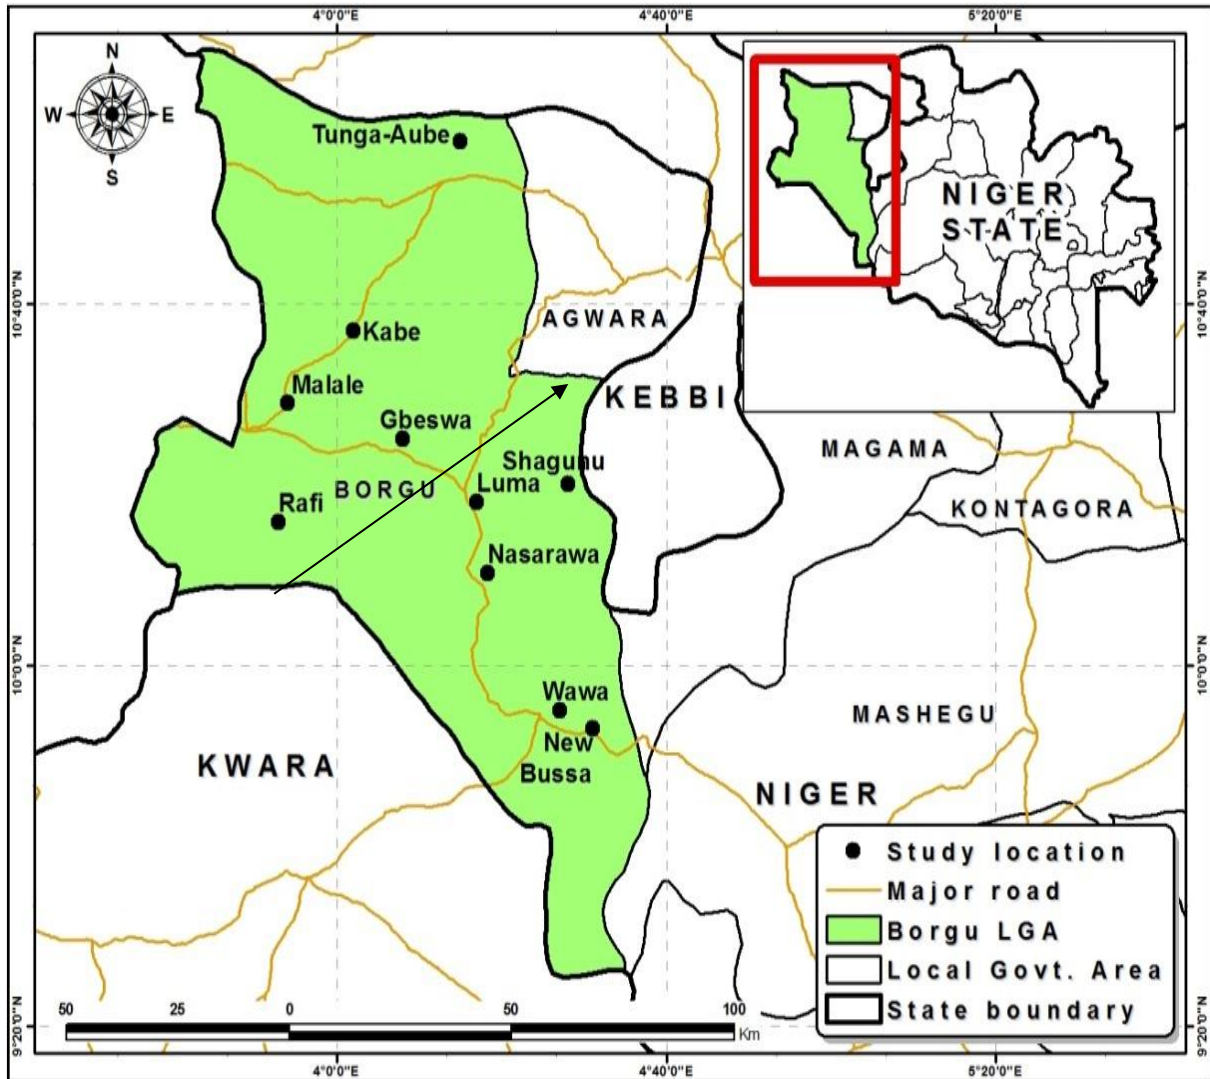 4°0'0"E
4°40'0"E
5°20'0"E
N
W
E
S
Tunga-Aube
NIGER
STATE
10°40'0"N
10°40'0"N
AGWARA
Kabe
Malale
KEBBI
Gbeswa
MAGAMA
Shagunu
Luma
BORGU
Rafi
KONTAGORA
Nasarawa
10°0'0"N
10°0'0"N
Wawa
New
Bussa
MASHEGU
KWARA
NIGER
Study location
Major road
Borgu LGA
Local Govt. Area
State boundary
50 25 0 50 100
Km
9°20'0"N
9°20'0"N
4°0'0"E
4°40'0"E
5°20'0"E